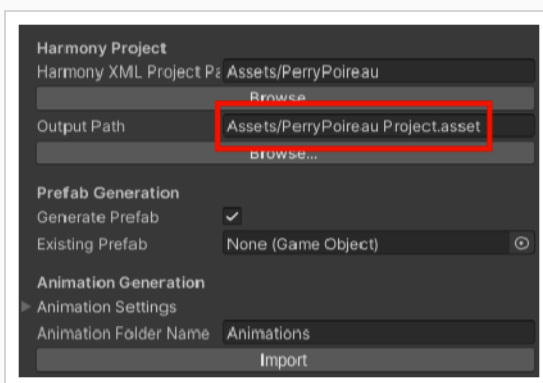 Harmony Project
Harmony XML Project Pa Assets/PerryPoireau
Browse...
Output Path Assets/PerryPoireau Project.asset
Browse...
Prefab Generation
Generate Prefab
Existing Prefab None (Game Object)
Animation Generation
Animation Settings
Animation Folder Name Animations
Import